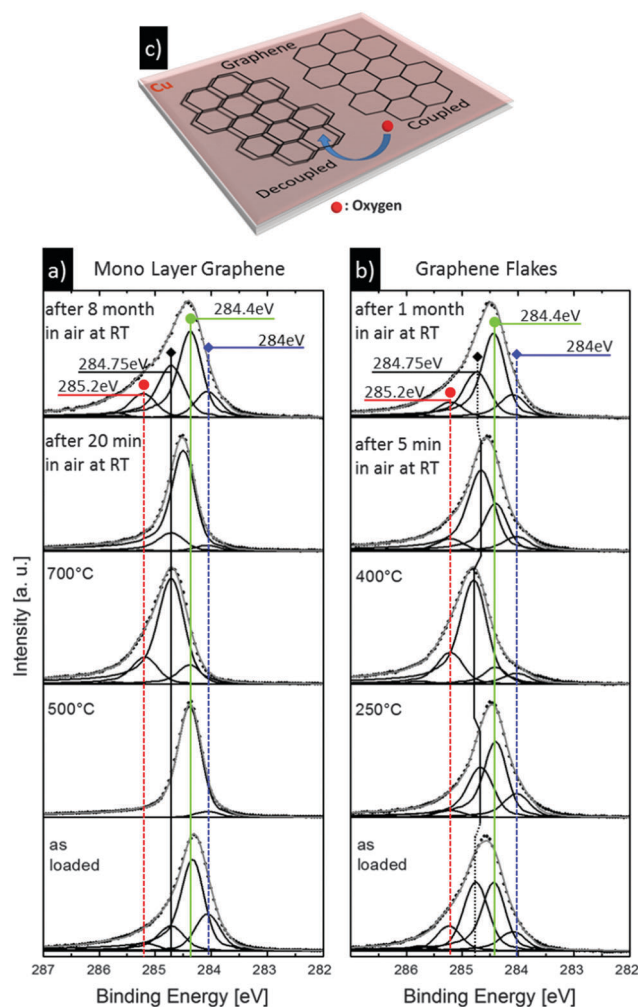 c)
Graphene
Cu
Coupled
Decoupled
: Oxygen
a)
Mono Layer Graphene
after 8 month
in air at RT
284.4eV
284eV
284.75eV
285.2eV
after 20 min
in air at RT
700°C
500°C
as
loaded
287 286 285 284 283 282
Binding Energy [eV]
Intensity [a. u.]
b)
Graphene Flakes
after 1 month
in air at RT
284.4eV
284eV
284.75eV
285.2eV
after 5 min
in air at RT
400°C
250°C
as
loaded
286 285 284 283 282
Binding Energy [eV]